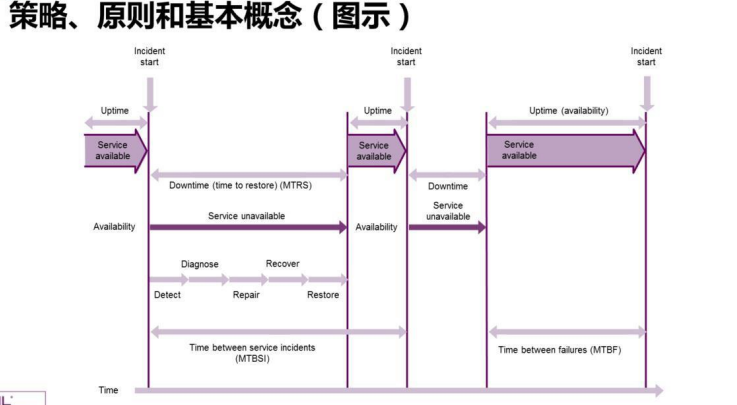 策略、原则和基本概念（图示）
Incident
start
Incident
start
Incident
start
Uptime
Uptime
Uptime (availability)
Service
available
Service
available
Service
available
Downtime (time to restore) (MTRS)
Downtime
Availability
Service unavailable
Availability
Service
unavailable
Diagnose
Recover
Detect
Repair
Restore
Time between service incidents
(MTBSI)
Time between failures (MTBF)
Time